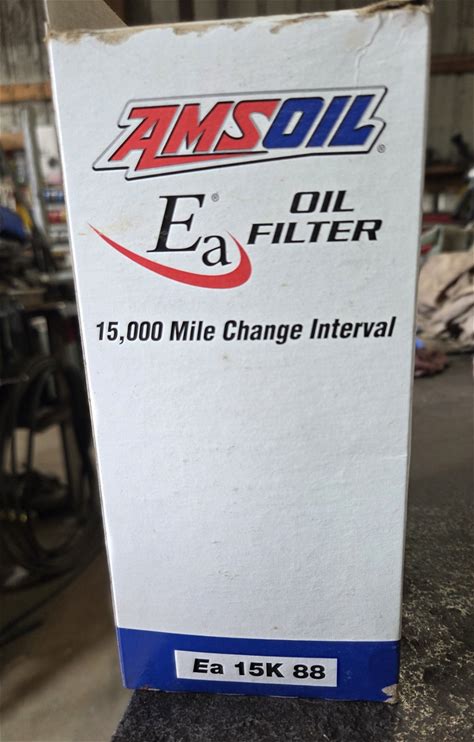 AMSOIL®
Ea® OIL
FILTER
15,000 Mile Change Interval
Ea 15K 88